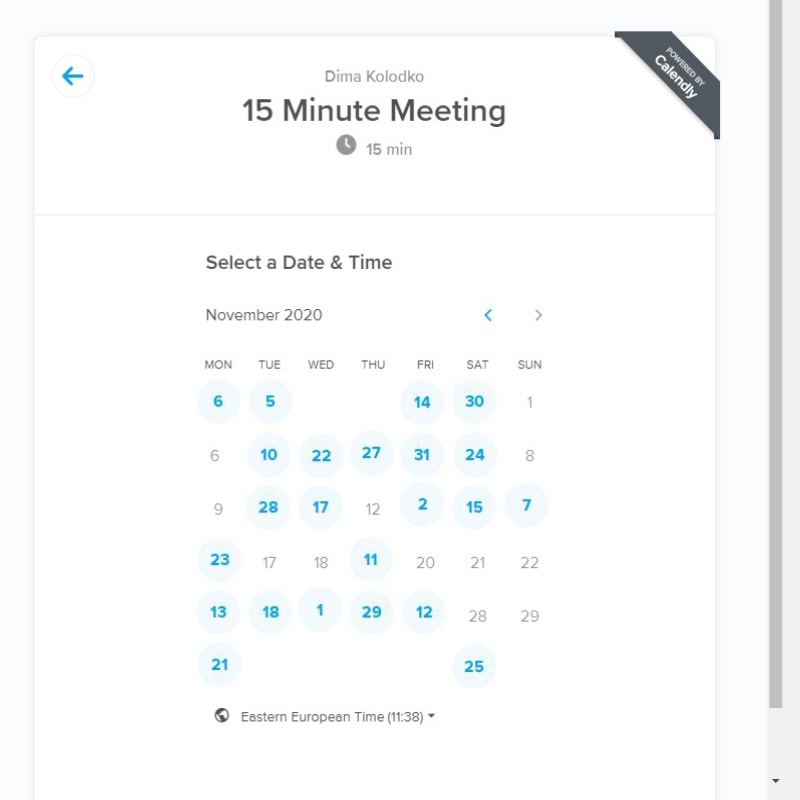 POWERED BY
Calendly
Dima Kolodko
15 Minute Meeting
15 min
Select a Date & Time
November 2020
MON TUE WED THU FRI SAT SUN
6 5 14 30 1
6 10 22 27 31 24 8
9 28 17 12 2 15 7
23 17 18 11 20 21 22
13 18 1 29 12 28 29
21 25
Eastern European Time (11:38)